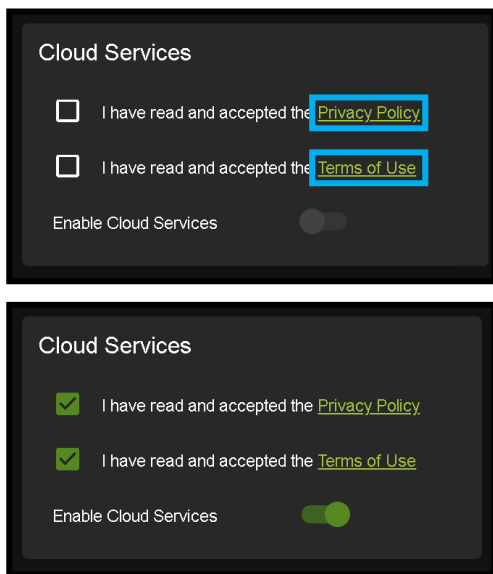 Cloud Services
I have read and accepted the Privacy Policy
I have read and accepted the Terms of Use
Enable Cloud Services
Cloud Services
I have read and accepted the Privacy Policy
I have read and accepted the Terms of Use
Enable Cloud Services